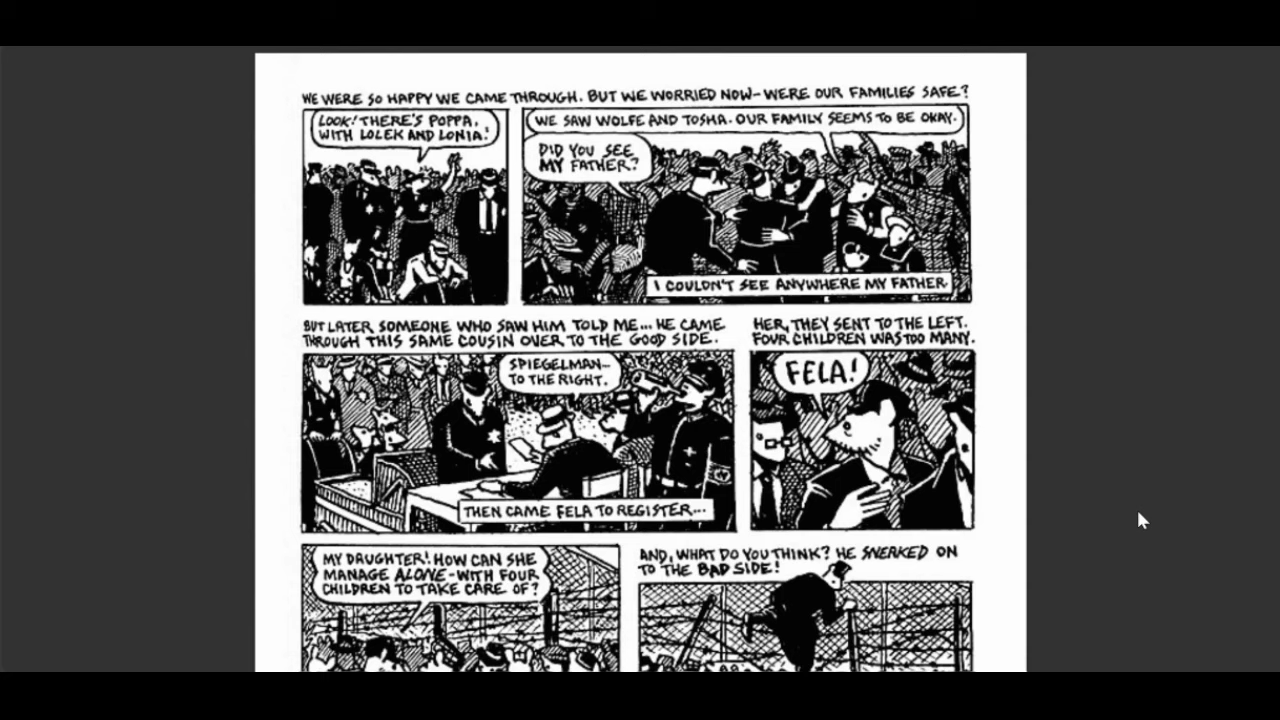 WE WERE SO HAPPY WE CAME THROUGH. BUT WE WORRIED NOW- WERE OUR FAMILIES SAFE?
LOOK! THERE'S POPPA,
WITH LOLEK AND LONIA!
WE SAW WOLFE AND TOSHA. OUR FAMILY SEEMS TO BE OKAY.
DID YOU SEE
MY FATHER?
I COULDN'T SEE ANYWHERE MY FATHER.
BUT LATER SOMEONE WHO SAW HIM TOLD ME... HE CAME
THROUGH THIS SAME COUSIN OVER TO THE GOOD SIDE.
SPIEGELMAN--
TO THE RIGHT.
THEN CAME FELA TO REGISTER...
HER, THEY SENT TO THE LEFT.
FOUR CHILDREN WAS TOO MANY.
FELA!
MY DAUGHTER! HOW CAN SHE
MANAGE ALONE-WITH FOUR
CHILDREN TO TAKE CARE OF?
AND, WHAT DO YOU THINK? HE SNEAKED ON
TO THE BAD SIDE!